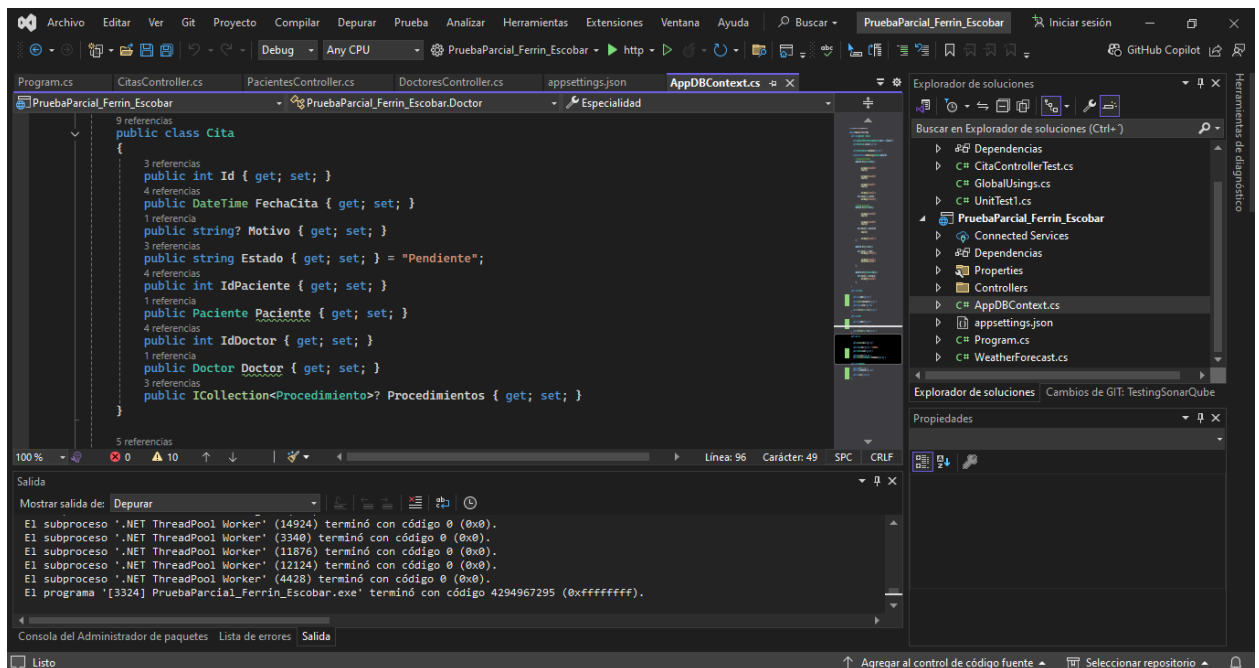 Archivo Editar Ver Git Proyecto Compilar Depurar Prueba Analizar Herramientas Extensiones Ventana Ayuda Buscar PruebaParcial_Ferrin_Escobar Iniciar sesión
Debug Any CPU PruebaParcial_Ferrin_Escobar http GitHub Copilot
Program.cs CitasController.cs PacientesController.cs DoctoresController.cs appsettings.json AppDBContext.cs
PruebaParcial_Ferrin_Escobar PruebaParcial_Ferrin_Escobar.Doctor Especialidad
9 referencias
public class Cita
{
3 referencias
public int Id { get; set; }
4 referencias
public DateTime FechaCita { get; set; }
1 referencia
public string? Motivo { get; set; }
3 referencias
public string Estado { get; set; } = "Pendiente";
4 referencias
public int IdPaciente { get; set; }
1 referencia
public Paciente Paciente { get; set; }
4 referencias
public int IdDoctor { get; set; }
1 referencia
public Doctor Doctor { get; set; }
3 referencias
public ICollection<Procedimiento>? Procedimientos { get; set; }
}
5 referencias
100 % 0 10 Línea: 96 Carácter: 49 SPC CRLF
Salida
Mostrar salida de: Depurar
El subproceso '.NET ThreadPool Worker' (14924) terminó con código 0 (0x0).
El subproceso '.NET ThreadPool Worker' (3340) terminó con código 0 (0x0).
El subproceso '.NET ThreadPool Worker' (11876) terminó con código 0 (0x0).
El subproceso '.NET ThreadPool Worker' (12124) terminó con código 0 (0x0).
El subproceso '.NET ThreadPool Worker' (4428) terminó con código 0 (0x0).
El programa '[3324] PruebaParcial_Ferrin_Escobar.exe' terminó con código 4294967295 (0xffffffff).
Consola del Administrador de paquetes Lista de errores Salida
Explorador de soluciones
Buscar en Explorador de soluciones (Ctrl+´)
Dependencias
C# CitaControllerTest.cs
C# GlobalUsings.cs
C# UnitTest1.cs
PruebaParcial_Ferrin_Escobar
Connected Services
Dependencias
Properties
Controllers
C# AppDBContext.cs
appsettings.json
C# Program.cs
C# WeatherForecast.cs
Explorador de soluciones Cambios de GIT: TestingSonarQube
Propiedades
Herramientas de diagnóstico
Listo Agregar al control de código fuente Seleccionar repositorio